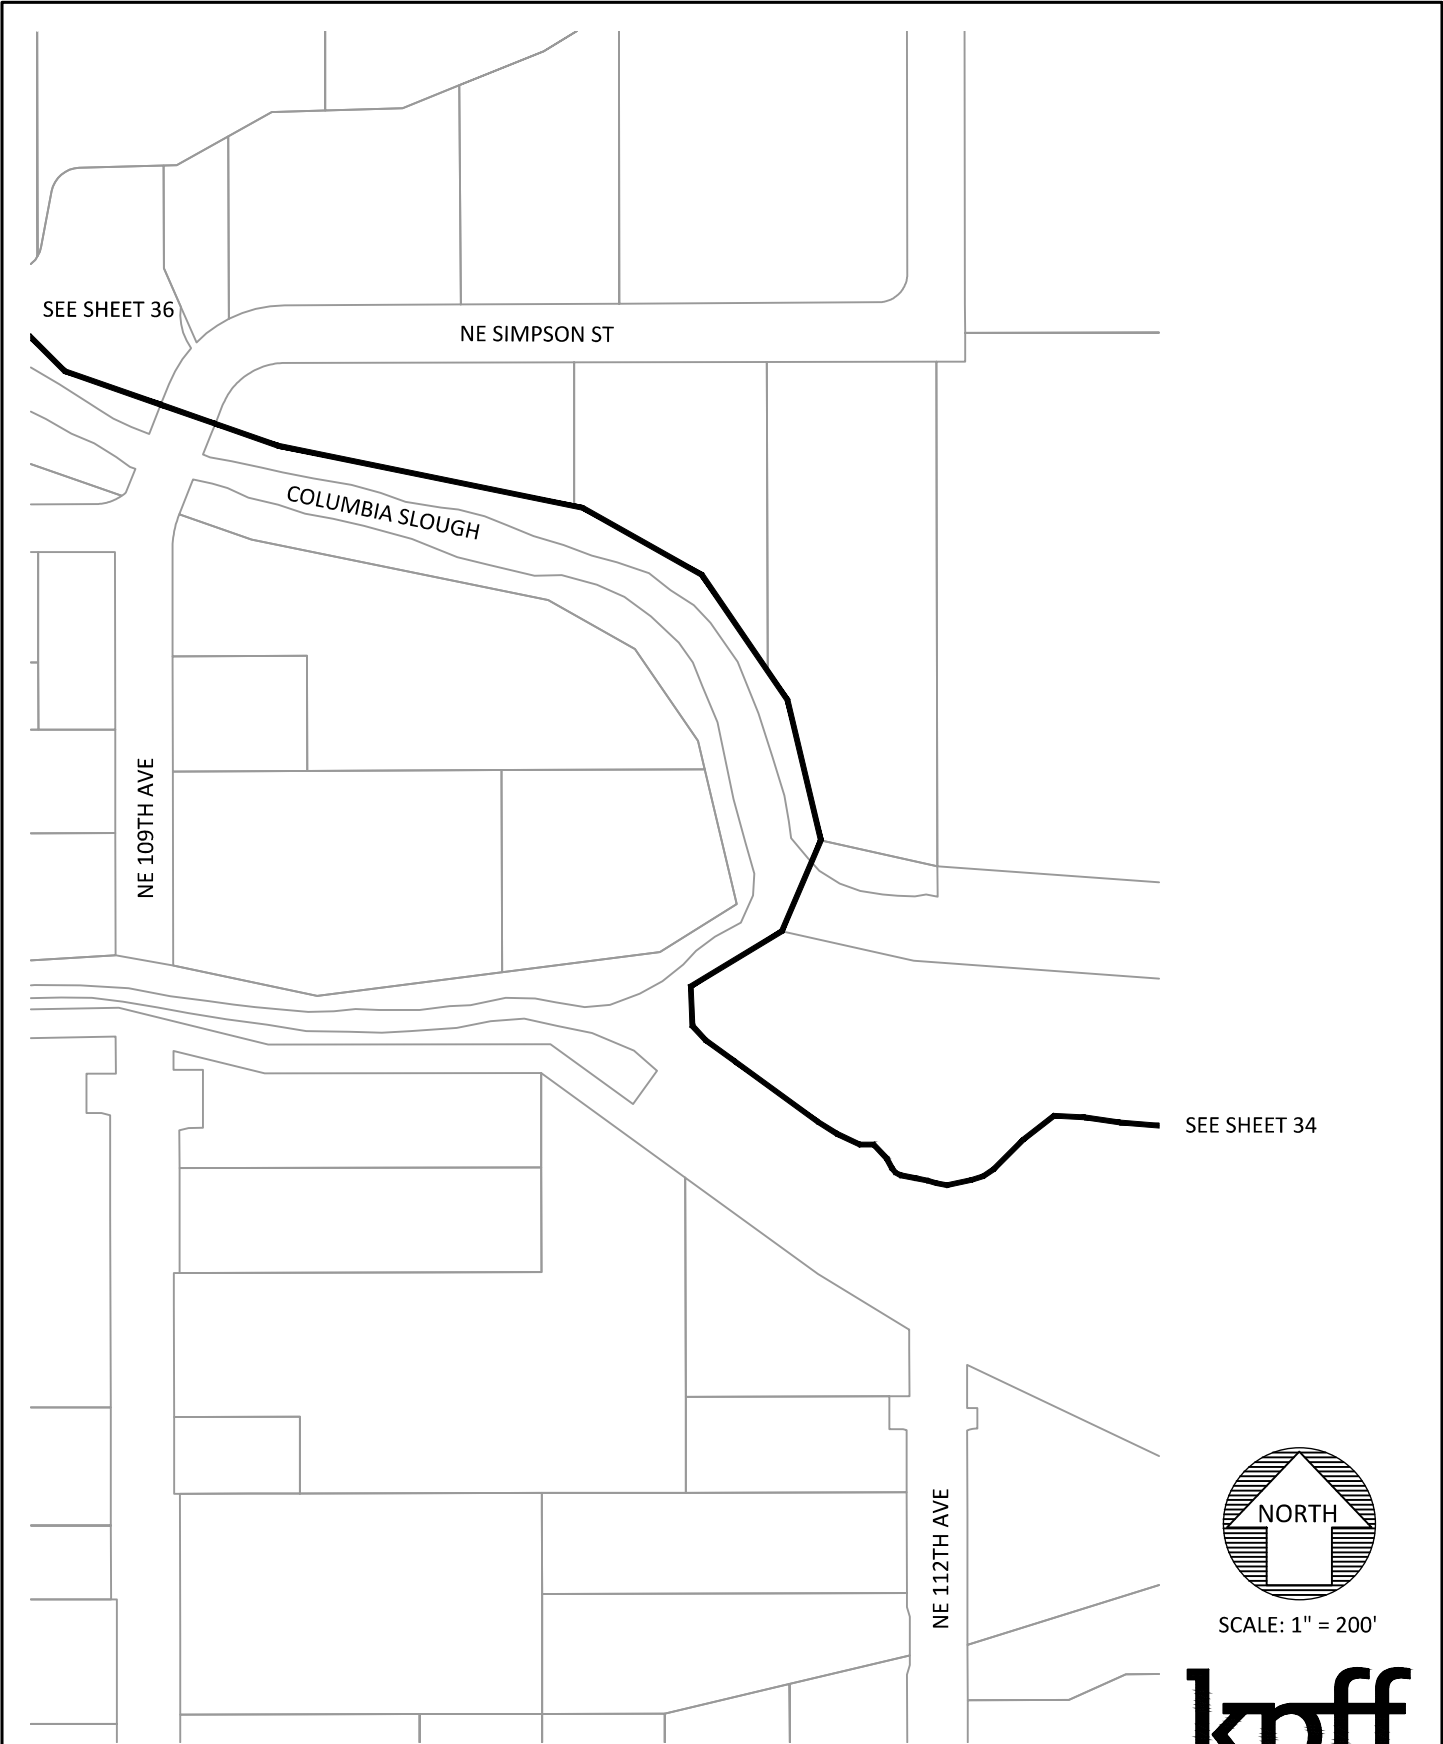 SEE SHEET 36
NE SIMPSON ST
COLUMBIA SLOUGH
NE 109TH AVE
SEE SHEET 34
NORTH
NE 112TH AVE
SCALE: 1" = 200'
kpff